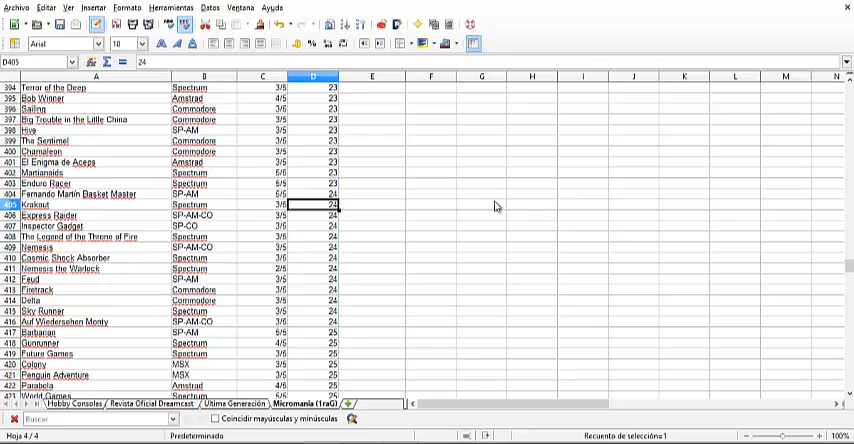 Archivo Editar Ver Insertar Formato Herramientas Datos Ventana Ayuda
Arial 10
D405 24
A B C D E F G H I J K L M N
394 Terror of the Deep Spectrum 3/5 23
395 Bob Winner Amstrad 4/5 23
396 Sailing Commodore 3/5 23
397 Big Trouble in the Little China Commodore 3/5 23
398 Hive SP-AM 3/5 23
399 The Sentinel Commodore 3/5 23
400 Chamaleon Commodore 3/5 23
401 El Enigma de Aceps Amstrad 3/5 23
402 Martianoids Spectrum 5/5 23
403 Enduro Racer Spectrum 5/5 23
404 Fernando Martín Basket Master SP-AM 5/5 24
405 Krakout Spectrum 3/5 24
406 Express Raider SP-AM-CO 3/5 24
407 Inspector Gadget SP-CO 3/5 24
408 The Legend of the Throne of Fire Spectrum 3/5 24
409 Nemesis SP-AM-CO 3/5 24
410 Cosmic Shock Absorber Spectrum 3/5 24
411 Nemesis the Warlock Spectrum 2/5 24
412 Feud SP-AM 3/5 24
413 Firetrack Commodore 3/5 24
414 Delta Commodore 3/5 24
415 Sky Runner Spectrum 3/5 24
416 Auf Wiedersehen Monty SP-AM-CO 3/5 24
417 Barbarian SP-AM 5/5 25
418 Gunrunner Spectrum 4/5 25
419 Future Games Spectrum 3/5 25
420 Colony MSX 3/5 25
421 Penguin Adventure MSX 3/5 25
422 Parabola Amstrad 4/5 25
423 World Games Spectrum 5/5 25
Hobby Consolas Revista Oficial Dreamcast Ultima Generación Micromania (1raG)
Buscar Coincidir mayúsculas y minúsculas
Hoja 4 / 4 Predeterminado Recuento de selección=1 100%